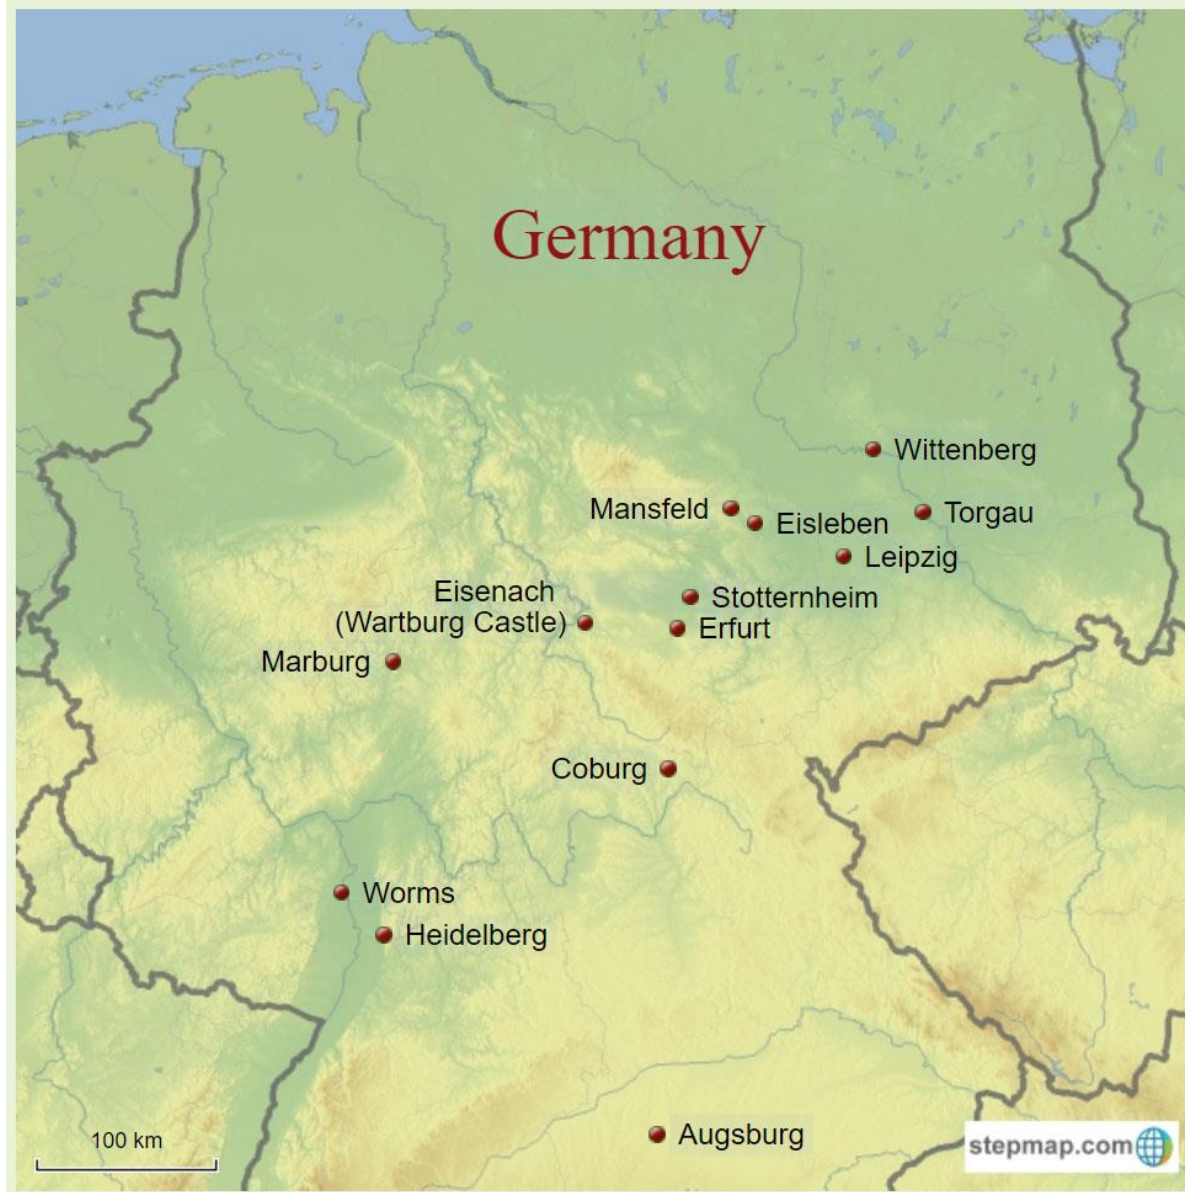 Germany
Wittenberg
Mansfeld
Eisleben
Torgau
Leipzig
Eisenach
(Wartburg Castle)
Stotternheim
Erfurt
Marburg
Coburg
Worms
Heidelberg
Augsburg
100 km
stepmap.com